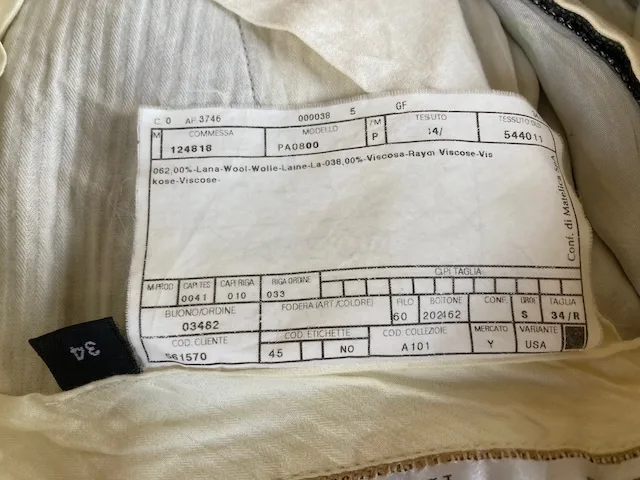 C. 0 AF.3746 000038 5 GF
M COMMESSA MODELLO /M TESSUTO
124818 PA0800 P 14/ 544011
062,00%-Lana-Wool-Wolle-Laine-La-038,00%-Viscosa-Rayon Viscose-Vis
kose-Viscose-
Conf. di Matelica S.p.A
M.PROD CAPI TES CAPI RIGA RIGA ORDINE CAPI TAGLIA
0041 010 033
BUONO/ORDINE FODERA (ART./COLORE) FILO BOTTONE CONF. DROP TAGLIA
03482 60 202462 S 34/R
COD. CLIENTE COD. ETICHETTE COD. COLLEZIONE MERCATO VARIANTE
561570 45 NO A101 Y USA
34